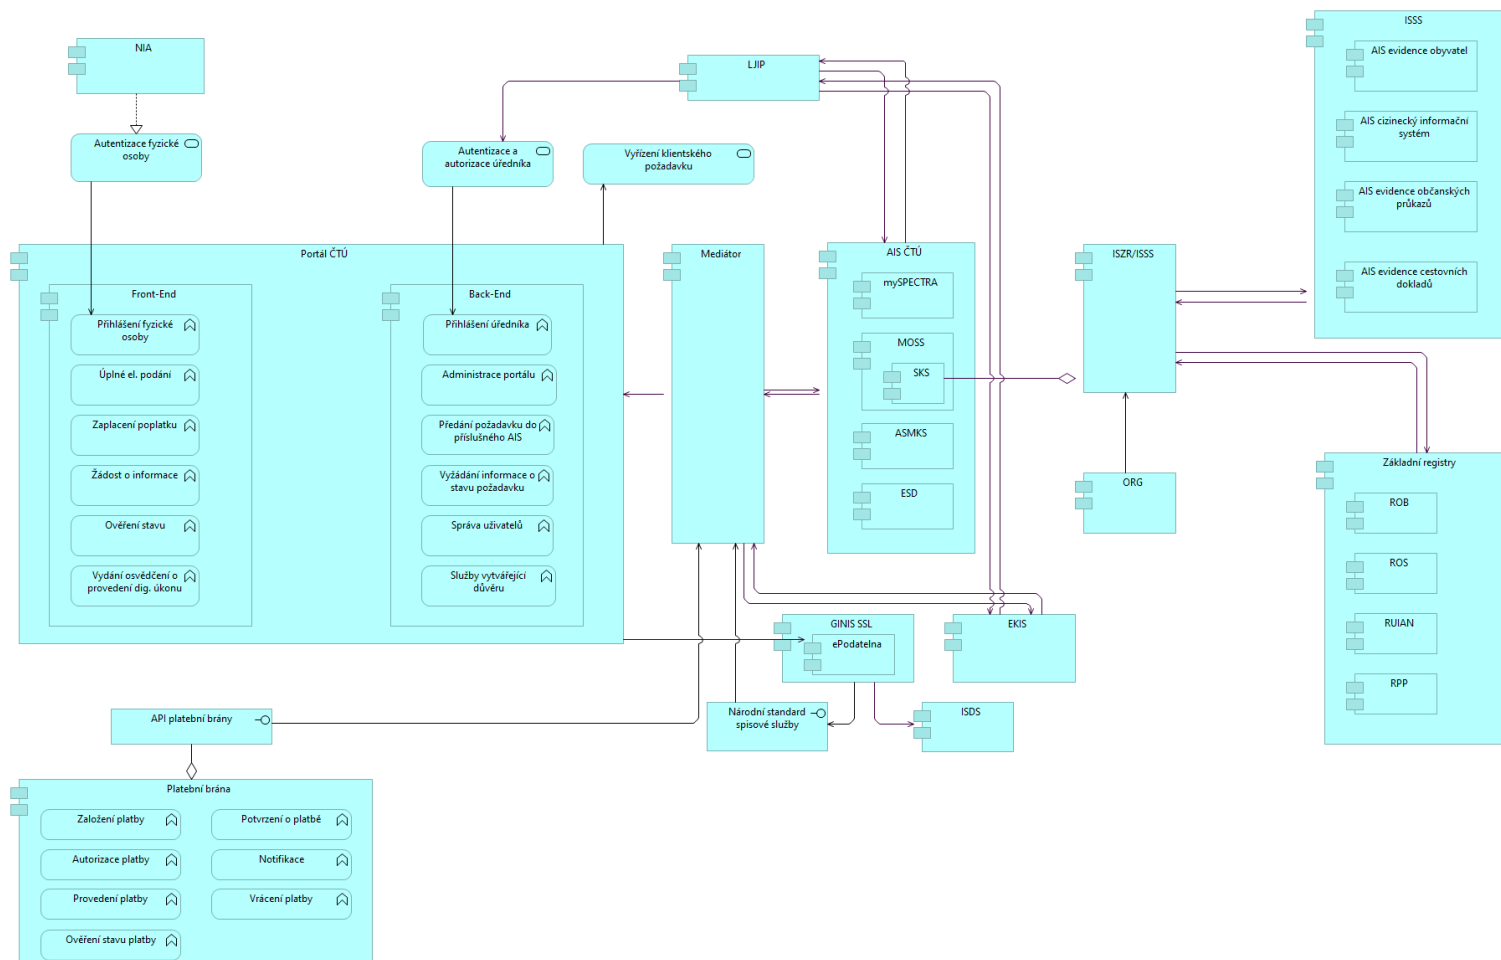 ISSS
AIS evidence obyvatel
AIS cizinecký informační
systém
AIS evidence občanských
průkazů
AIS evidence cestovních
dokladů
NIA
LJIP
Autentizace fyzické
osoby
Autentizace a
autorizace úředníka
Vyřízení klientského
požadavku
Portál ČTÚ
Front-End
Přihlášení fyzické
osoby
Úplné el. podání
Zaplacení poplatku
Žádost o informace
Ověření stavu
Vydání osvědčení o
provedení dig. úkonu
Back-End
Přihlášení úředníka
Administrace portálu
Předání požadavku do
příslušného AIS
Vyžádání informace o
stavu požadavku
Správa uživatelů
Služby vytvářející
důvěru
Mediátor
AIS ČTÚ
mySPECTRA
MOSS
SKS
ASMKS
ESD
ISZR/ISSS
ORG
Základní registry
ROB
ROS
RUIAN
RPP
GINIS SSL
ePodatelna
EKIS
API platební brány
Národní standard
spisové služby
ISDS
Platební brána
Založení platby
Potvrzení o platbě
Autorizace platby
Notifikace
Provedení platby
Vrácení platby
Ověření stavu platby